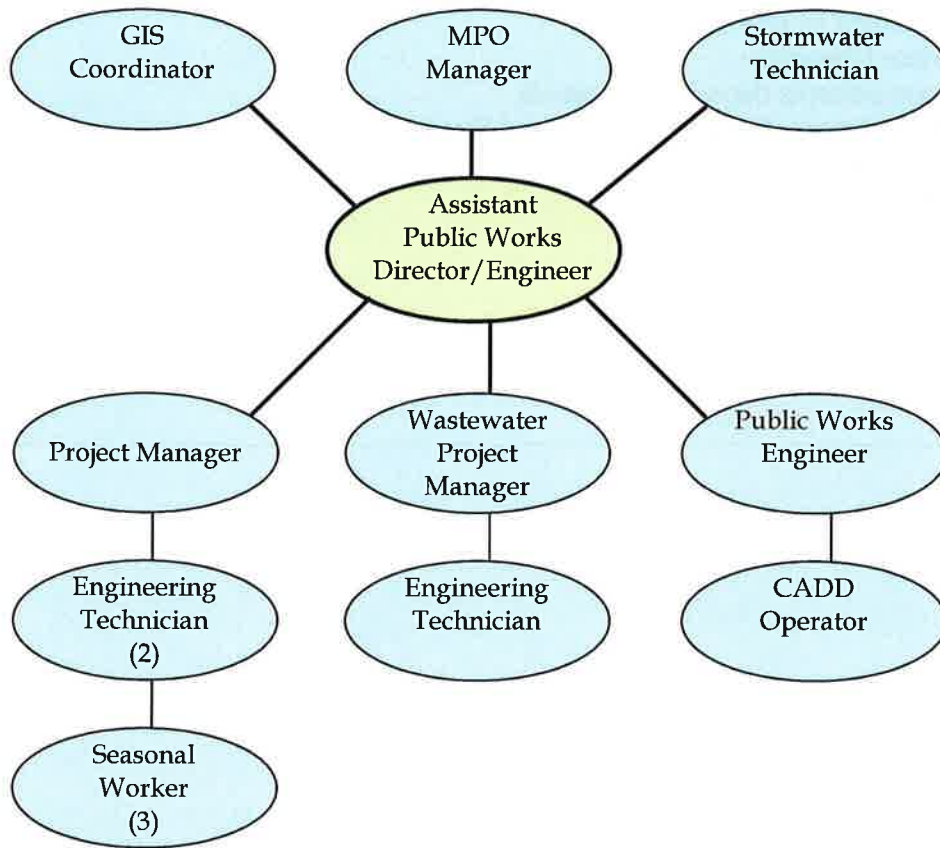 GIS
Coordinator
MPO
Manager
Stormwater
Technician
Assistant
Public Works
Director/Engineer
Project Manager
Wastewater
Project
Manager
Public Works
Engineer
Engineering
Technician
(2)
Engineering
Technician
CADD
Operator
Seasonal
Worker
(3)